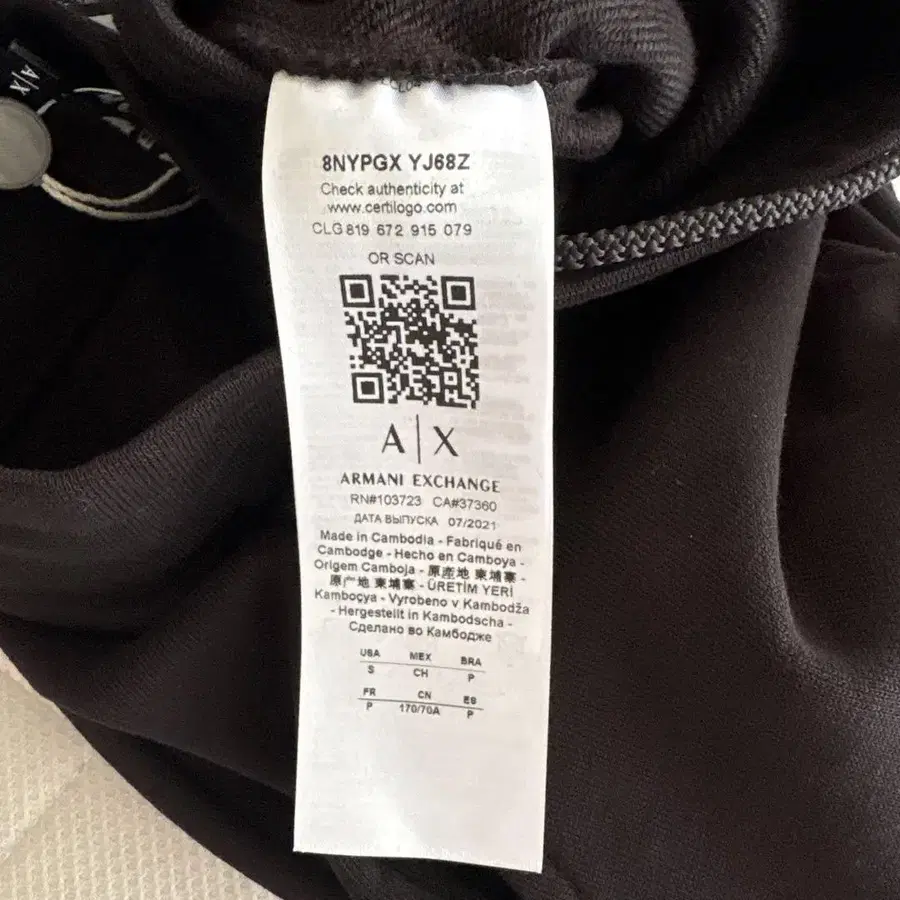 A|X
CL04
8NYPGX YJ68Z
Check authenticity at
www.certilogo.com
CLG 819 672 915 079
OR SCAN
A|X
ARMANI EXCHANGE
RN#103723 CA#37360
ДАТА ВЫПУСКА 07/2021
Made in Cambodia - Fabriqué en
Cambodge - Hecho en Camboya -
Origem Camboja - 原産地 柬埔寨 -
原产地 柬埔寨 - ÜRETİM YERİ
Kamboçya - Vyrobeno v Kambodža
- Hergestellt in Kambodscha -
Сделано во Камбодже
USA MEX BRA
S CH P
FR CN ES
P 170/70A P